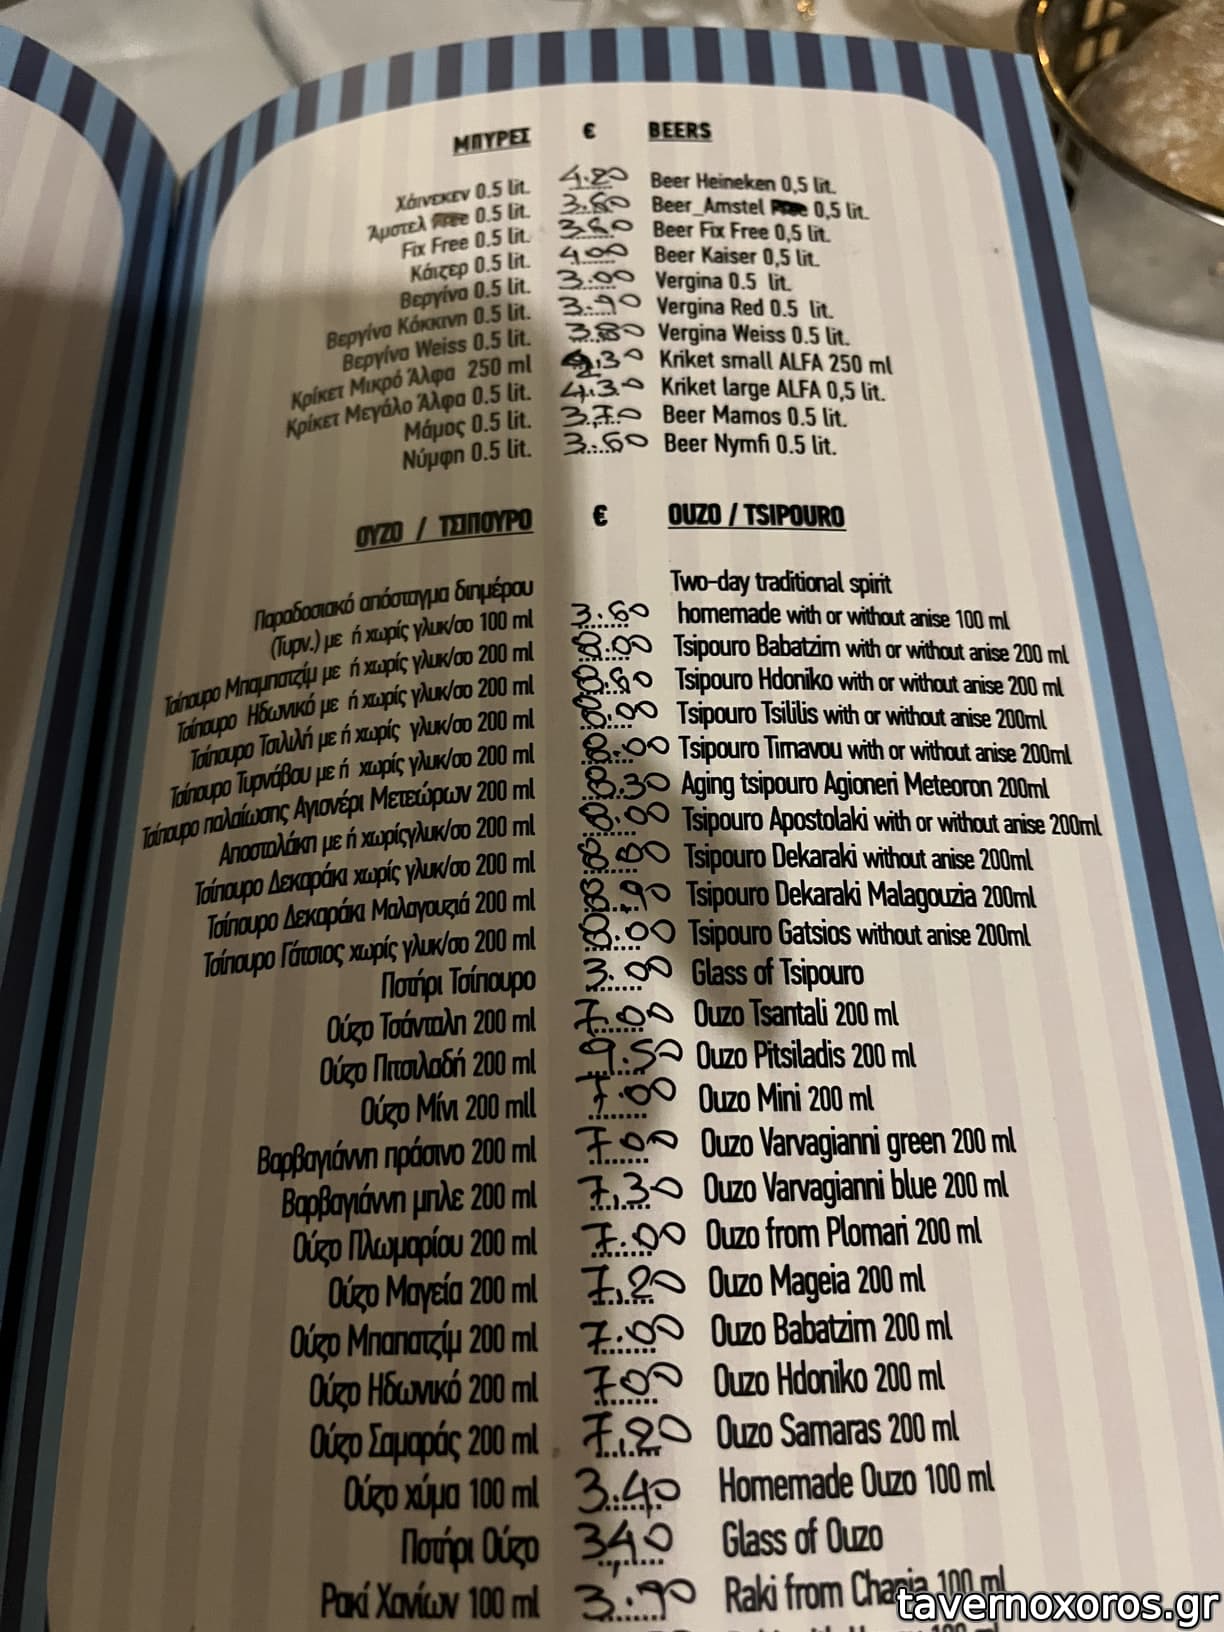 ΜΠΥΡΕΣ € BEERS
Χάινεκεν 0.5 lit. 4.20 Beer Heineken 0,5 lit.
Άμστελ 0.5 lit. 3.60 Beer_Amstel 0,5 lit.
Fix Free 0.5 lit. 3.80 Beer Fix Free 0,5 lit.
Κάιζερ 0.5 lit. 4.00 Beer Kaiser 0,5 lit.
Βεργίνα 0.5 lit. 3.00 Vergina 0.5 lit.
Βεργίνα Κόκκινη 0.5 lit. 3.90 Vergina Red 0.5 lit.
Βεργίνα Weiss 0.5 lit. 3.80 Vergina Weiss 0.5 lit.
Κρίκετ Μικρό Άλφα 250 ml Kriket small ALFA 250 ml
Κρίκετ Μεγάλο Άλφα 0.5 lit. 4.30 Kriket large ALFA 0,5 lit.
Μάμος 0.5 lit. 3.70 Beer Mamos 0.5 lit.
Νύμφη 0.5 lit. 3.60 Beer Nymfi 0.5 lit.
ΟΥΖΟ / ΤΣΙΠΟΥΡΟ € OUZO / TSIPOURO
Παραδοσιακό απόσταγμα διημέρου Two-day traditional spirit
(Τυρν.) με ή χωρίς γλυκ/σο 100 ml 3.60 homemade with or without anise 100 ml
Τσίπουρο Μπαμπατζίμ με ή χωρίς γλυκ/σο 200 ml 8.00 Tsipouro Babatzim with or without anise 200 ml
Τσίπουρο Ηδωνικό με ή χωρίς γλυκ/σο 200 ml Tsipouro Hdoniko with or without anise 200 ml
Τσίπουρο Τσιλιλή με ή χωρίς γλυκ/σο 200 ml 8.00 Tsipouro Tsililis with or without anise 200ml
Τσίπουρο Τυρνάβου με ή χωρίς γλυκ/σο 200 ml 8.00 Tsipouro Tirnavou with or without anise 200ml
Τσίπουρο παλαίωσης Αγιονέρι Μετεώρων 200 ml 8.30 Aging tsipouro Agioneri Meteoron 200ml
Αποστολάκη με ή χωρίςγλυκ/σο 200 ml 8.00 Tsipouro Apostolaki with or without anise 200ml
Τσίπουρο Δεκαράκι χωρίς γλυκ/σο 200 ml Tsipouro Dekaraki without anise 200ml
Τσίπουρο Δεκαράκι Μαλαγουζιά 200 ml 8.90 Tsipouro Dekaraki Malagouzia 200ml
Τσίπουρο Γάτσιος χωρίς γλυκ/σο 200 ml 8.00 Tsipouro Gatsios without anise 200ml
Ποτήρι Τσίπουρο 3.00 Glass of Tsipouro
Ούζο Τσάνταλη 200 ml 7.00 Ouzo Tsantali 200 ml
Ούζο Πιτσιλαδή 200 ml 9.50 Ouzo Pitsiladis 200 ml
Ούζο Μίνι 200 mll 7.00 Ouzo Mini 200 ml
Βαρβαγιάννη πράσινο 200 ml 7.00 Ouzo Varvagianni green 200 ml
Βαρβαγιάννη μπλε 200 ml 7.30 Ouzo Varvagianni blue 200 ml
Ούζο Πλωμαρίου 200 ml 7.00 Ouzo from Plomari 200 ml
Ούζο Μαγεία 200 ml 7.20 Ouzo Mageia 200 ml
Ούζο Μπαπατζίμ 200 ml 7.00 Ouzo Babatzim 200 ml
Ούζο Ηδωνικό 200 ml 7.00 Ouzo Hdoniko 200 ml
Ούζο Σαμαράς 200 ml 7.20 Ouzo Samaras 200 ml
Ούζο χύμα 100 ml 3.40 Homemade Ouzo 100 ml
Ποτήρι Ούζο 3.40 Glass of Ouzo
Ρακί Χανίων 100 ml 3.90 Raki from Chania 100 ml
tavernoxoros.gr